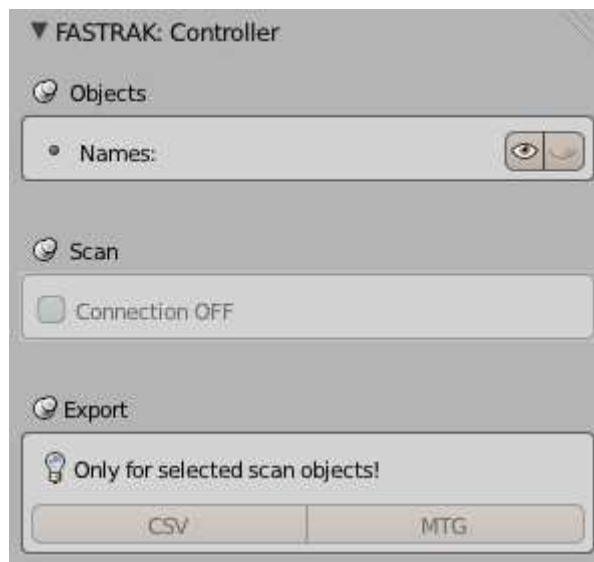 FASTRAK: Controller
Objects
Names:
Scan
Connection OFF
Export
Only for selected scan objects!
CSV MTG